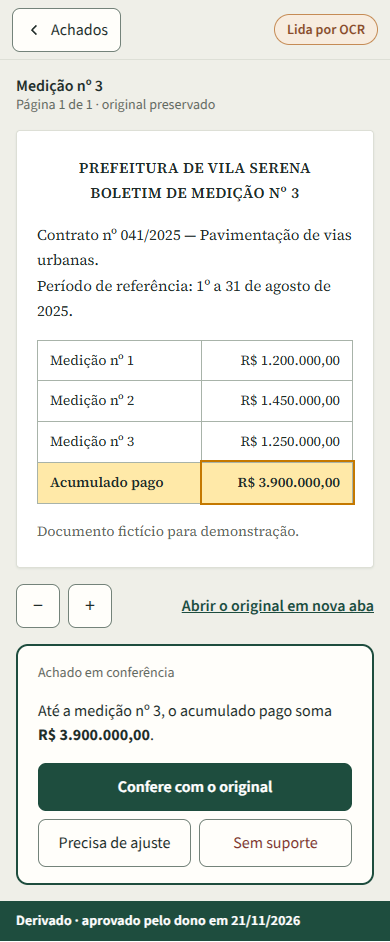 Achados
Lida por OCR
Medição nº 3
Página 1 de 1 · original preservado
PREFEITURA DE VILA SERENA
BOLETIM DE MEDIÇÃO Nº 3
Contrato nº 041/2025 — Pavimentação de vias
urbanas.
Período de referência: 1º a 31 de agosto de
2025.
Medição nº 1 R$ 1.200.000,00
Medição nº 2 R$ 1.450.000,00
Medição nº 3 R$ 1.250.000,00
Acumulado pago R$ 3.900.000,00
Documento fictício para demonstração.
− +
Abrir o original em nova aba
Achado em conferência
Até a medição nº 3, o acumulado pago soma
R$ 3.900.000,00.
Confere com o original
Precisa de ajuste
Sem suporte
Derivado · aprovado pelo dono em 21/11/2026